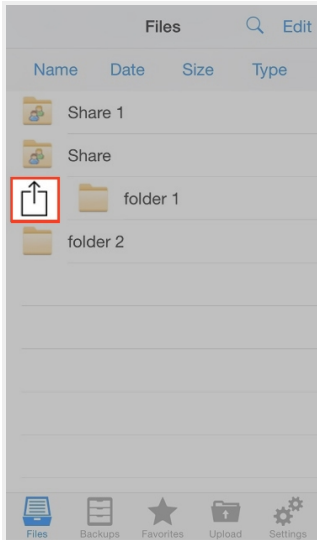 Files Edit
Name Date Size Type
Share 1
Share
folder 1
folder 2
Files Backups Favorites Upload Settings